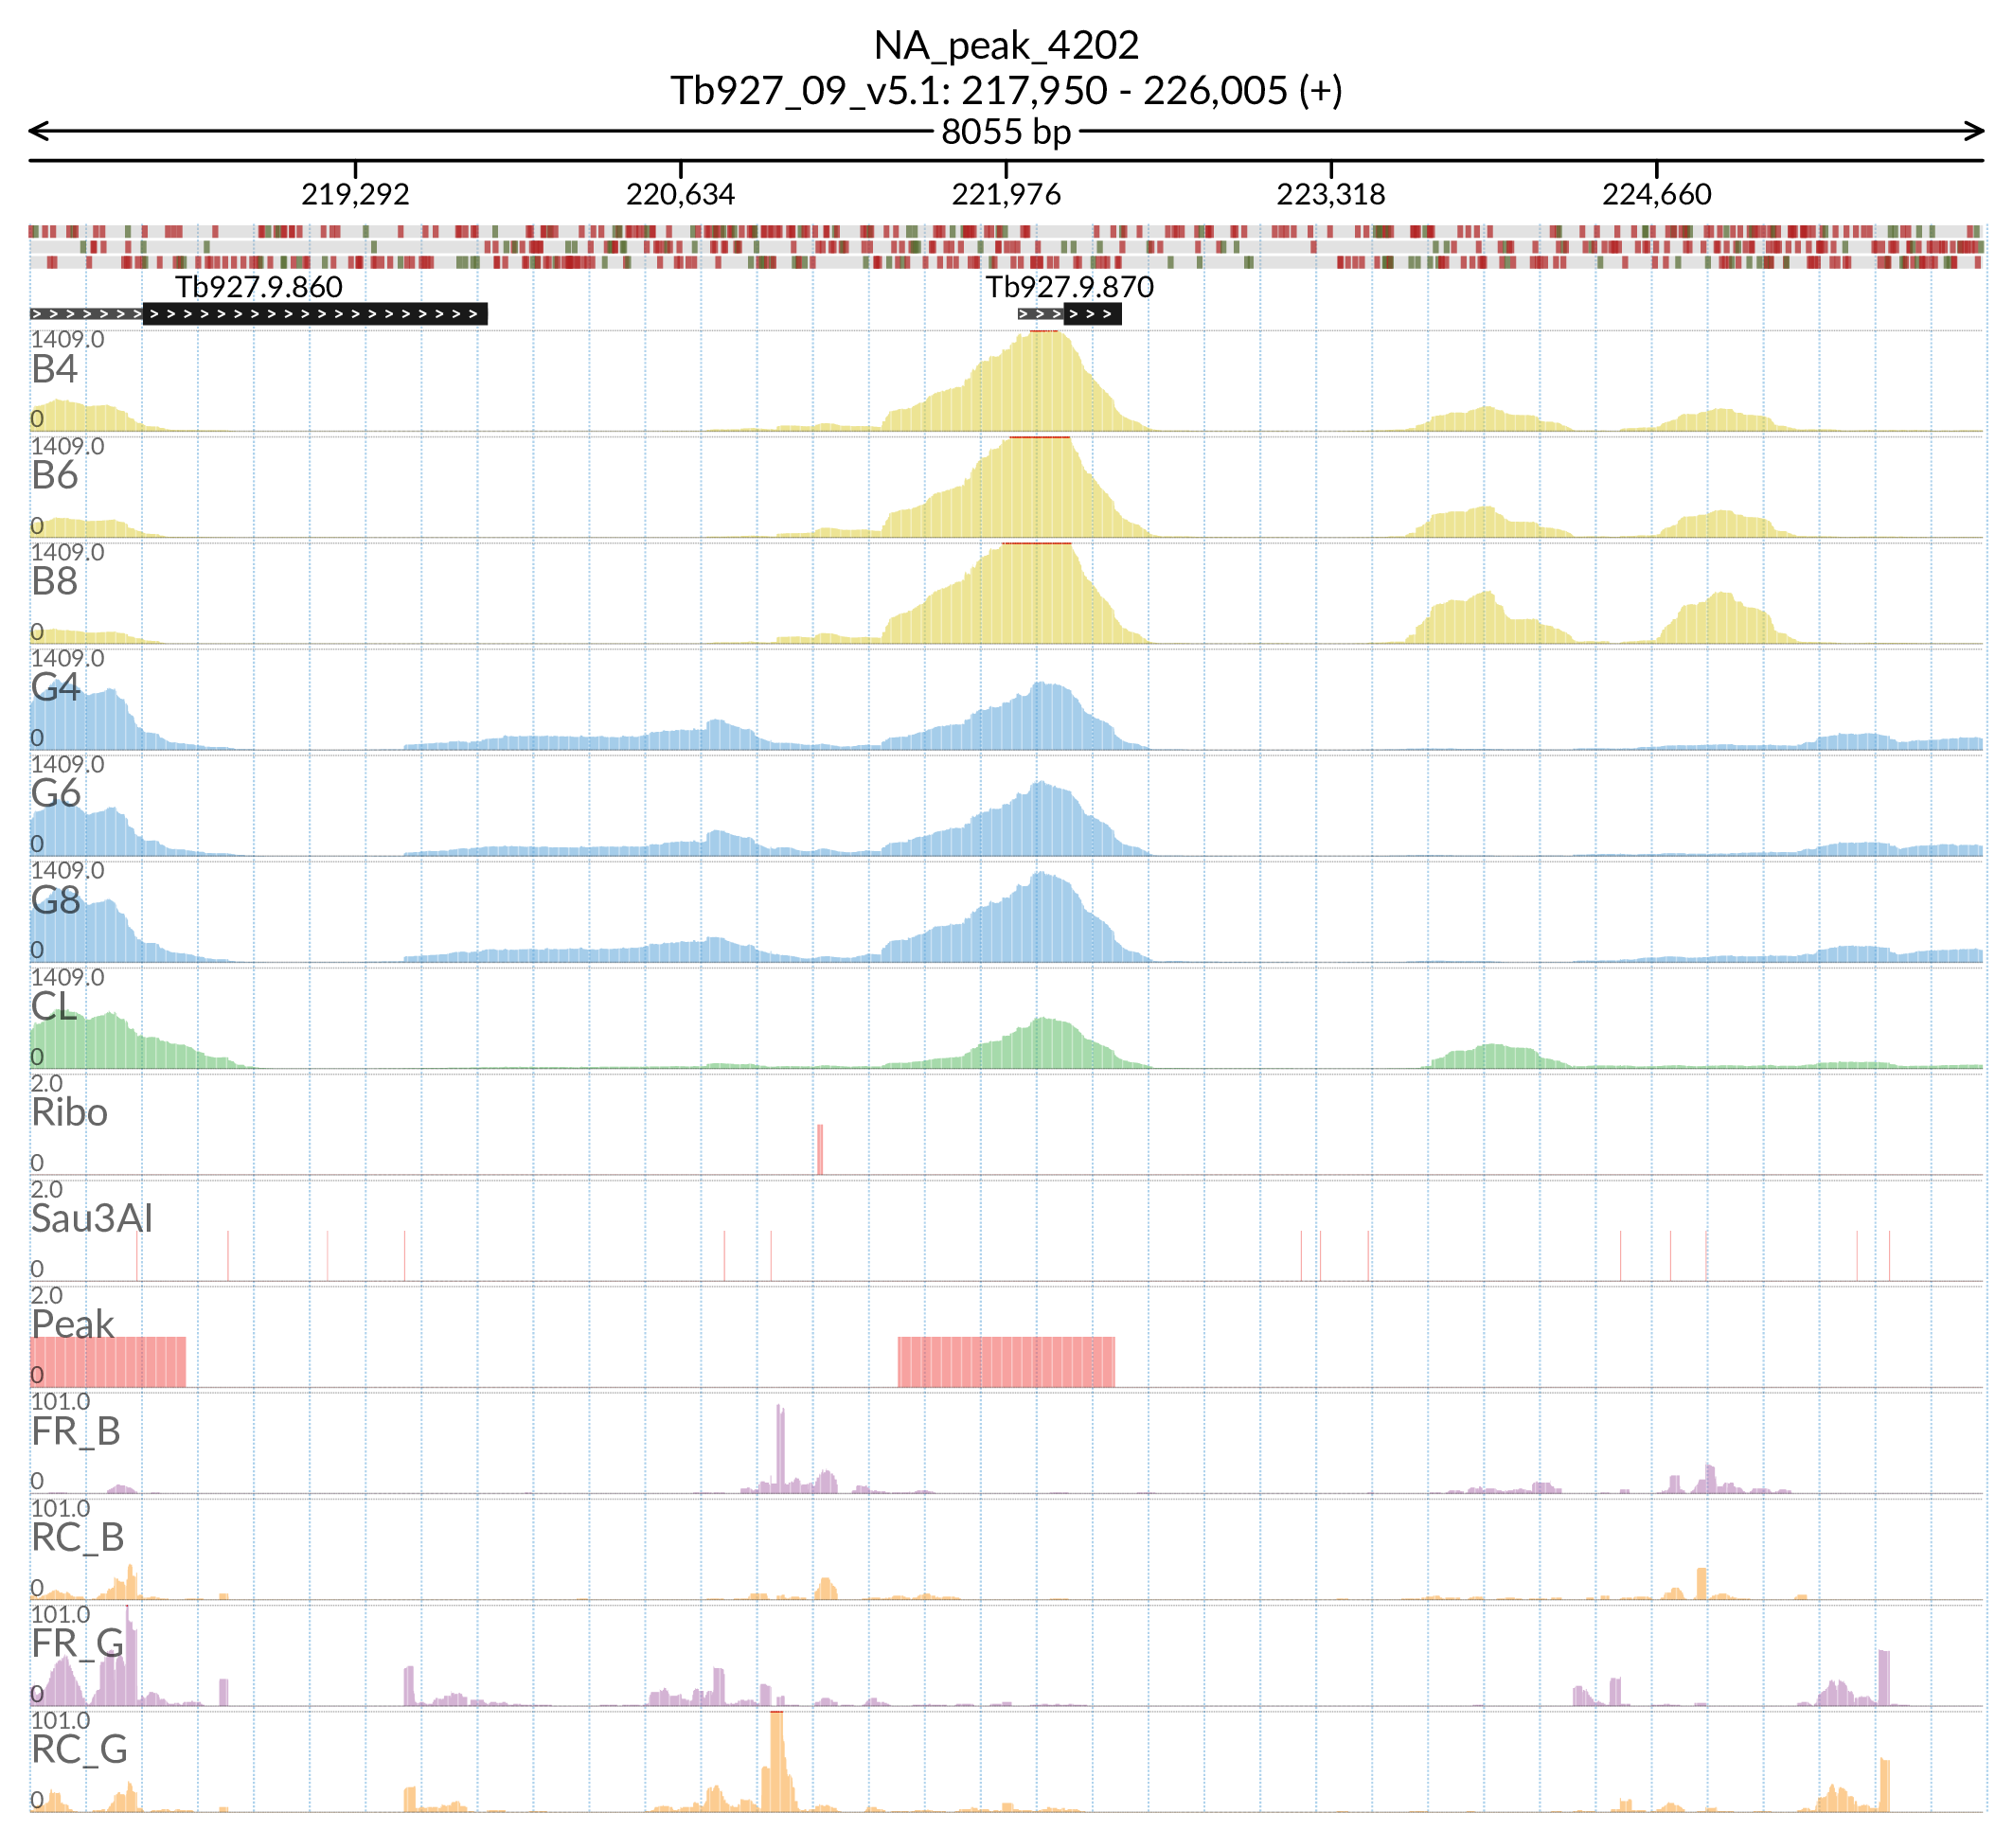 NA_peak_4202
Tb927_09_v5.1: 217,950 - 226,005 (+)
8055 bp
219,292 220,634 221,976 223,318 224,660
Tb927.9.860 Tb927.9.870
1409.0
B4
0
1409.0
B6
0
1409.0
B8
0
1409.0
G4
0
1409.0
G6
0
1409.0
G8
0
1409.0
CL
0
2.0
Ribo
0
2.0
Sau3AI
0
2.0
Peak
0
101.0
FR_B
0
101.0
RC_B
0
101.0
FR_G
0
101.0
RC_G
0